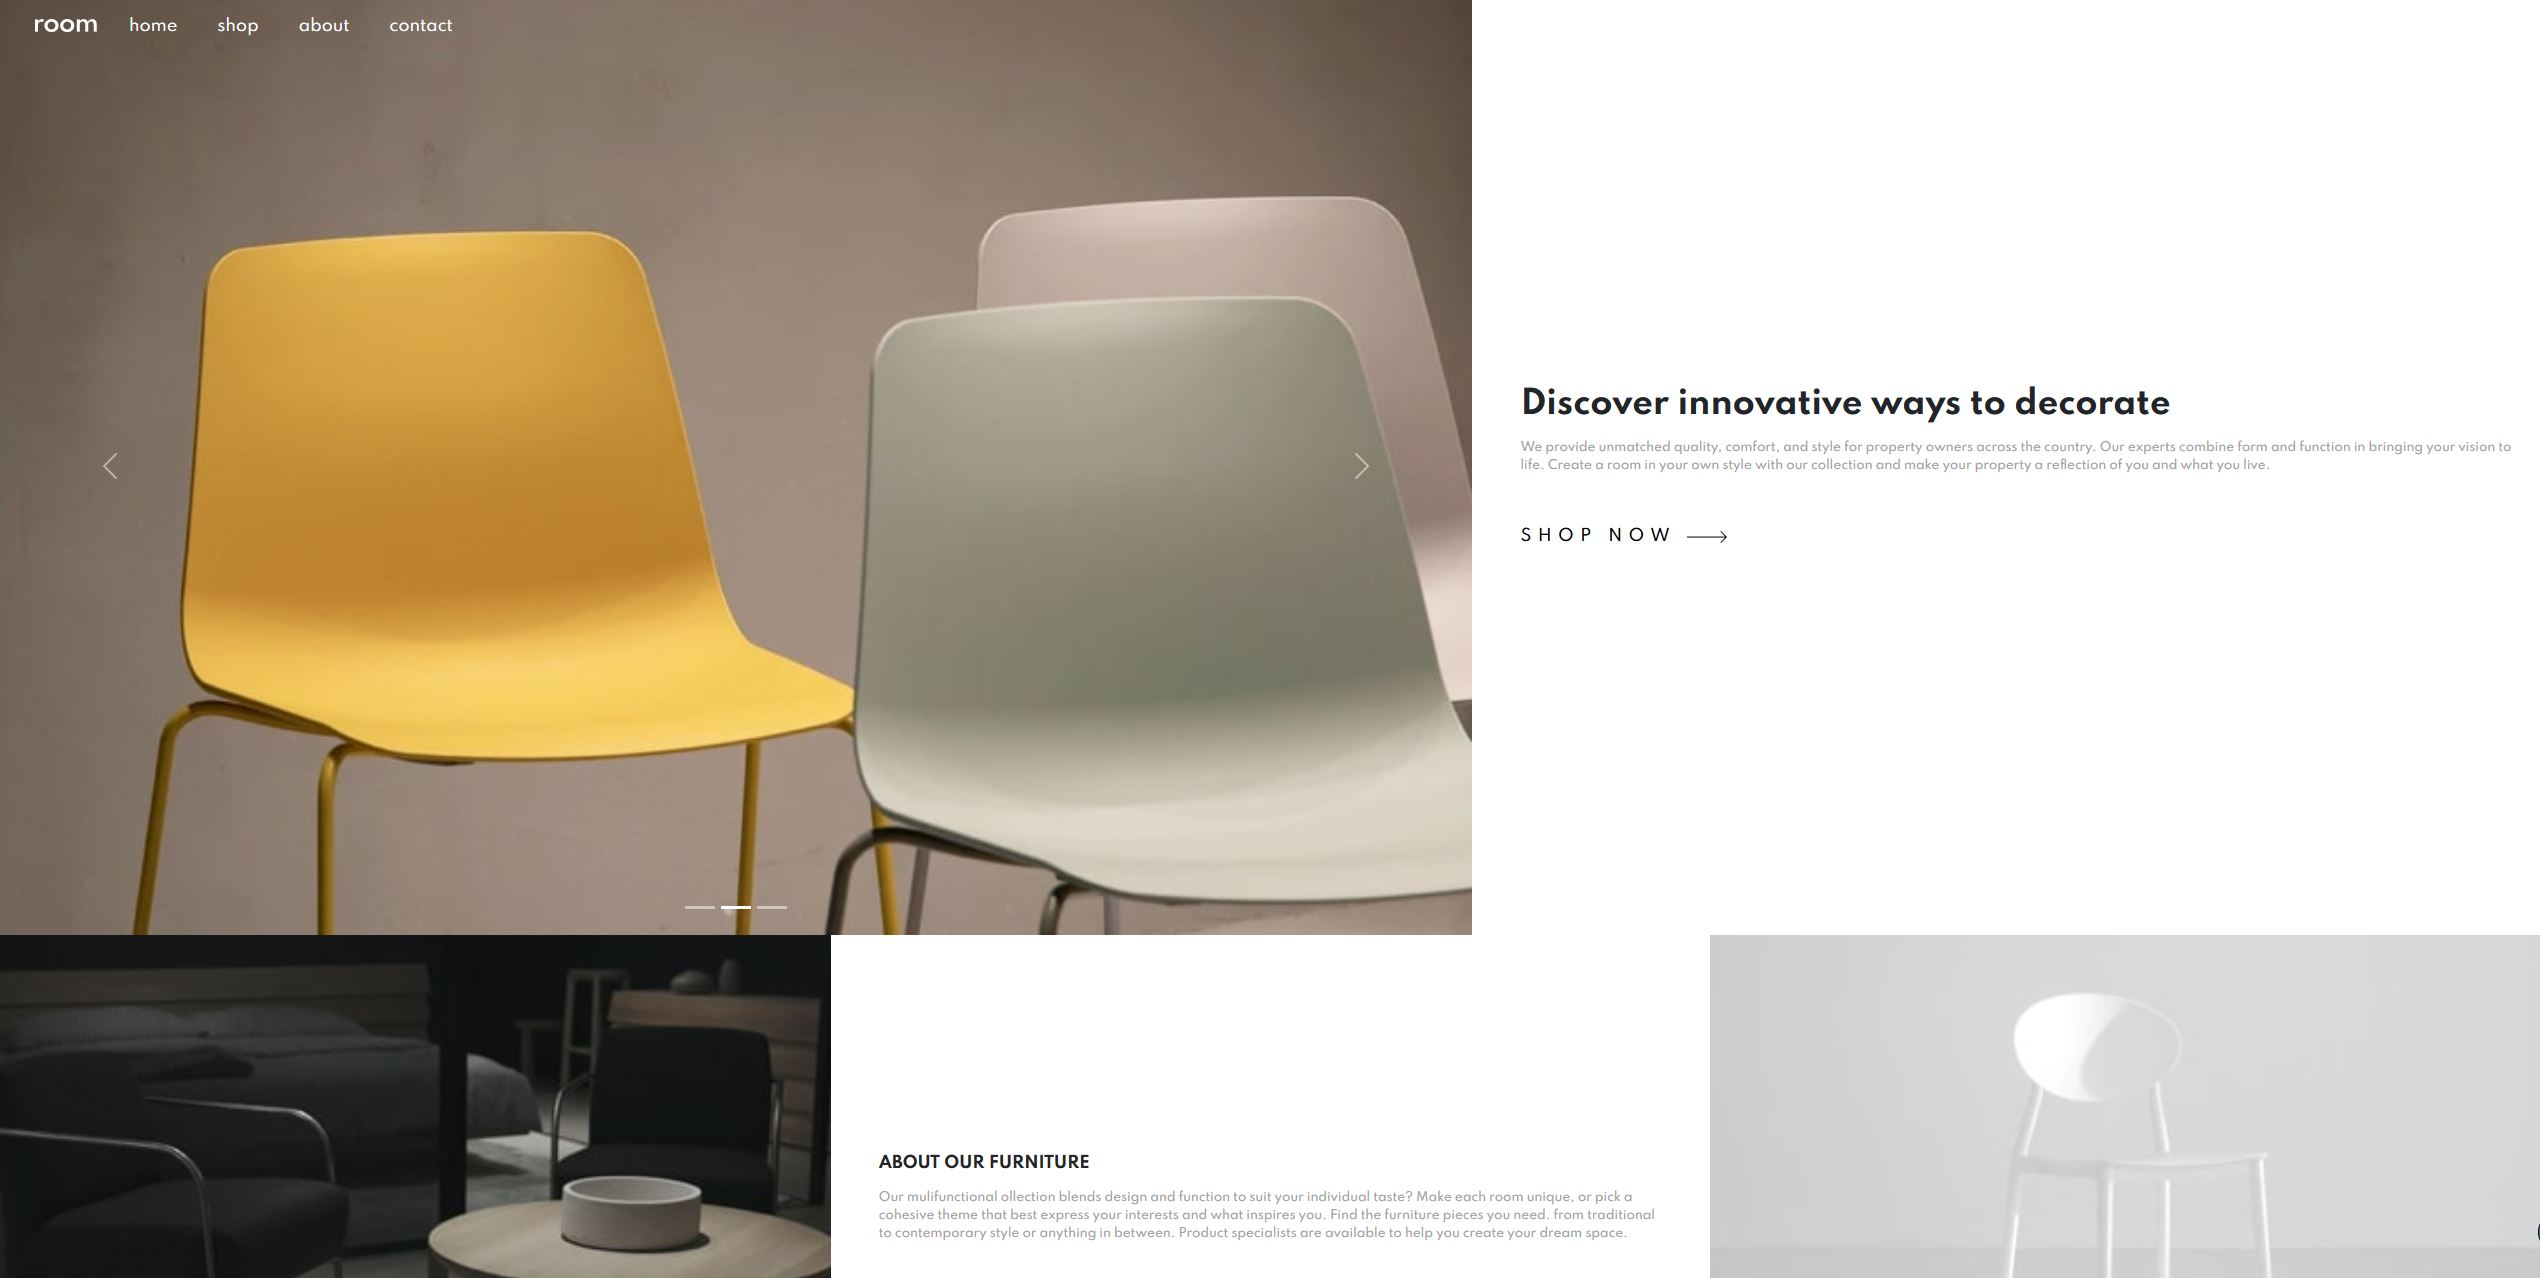 room home shop about contact
Discover innovative ways to decorate
We provide unmatched quality, comfort, and style for property owners across the country. Our experts combine form and function in bringing your vision to
life. Create a room in your own style with our collection and make your property a reflection of you and what you live.
SHOP NOW
ABOUT OUR FURNITURE
Our mulifunctional ollection blends design and function to suit your individual taste? Make each room unique, or pick a
cohesive theme that best express your interests and what inspires you. Find the furniture pieces you need. from traditional
to contemporary style or anything in between. Product specialists are available to help you create your dream space.